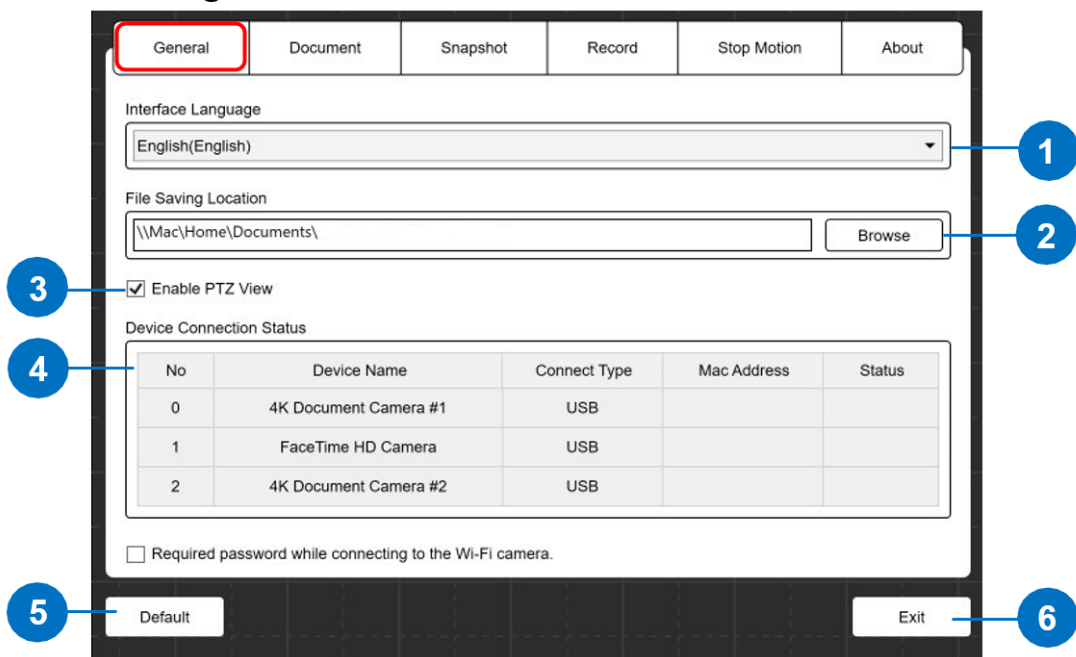 General Document Snapshot Record Stop Motion About
Interface Language
English(English)
1
File Saving Location
\\Mac\Home\Documents\ Browse
2
3
Enable PTZ View
Device Connection Status
4
No Device Name Connect Type Mac Address Status
0 4K Document Camera #1 USB
1 FaceTime HD Camera USB
2 4K Document Camera #2 USB
Required password while connecting to the Wi-Fi camera.
5
Default Exit
6